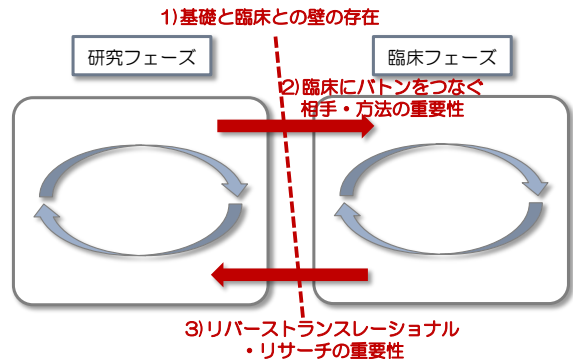 1)基礎と臨床との壁の存在
研究フェーズ
臨床フェーズ
2)臨床にバトンをつなぐ
相手・方法の重要性
3)リバーストランスレーショナル
・リサーチの重要性